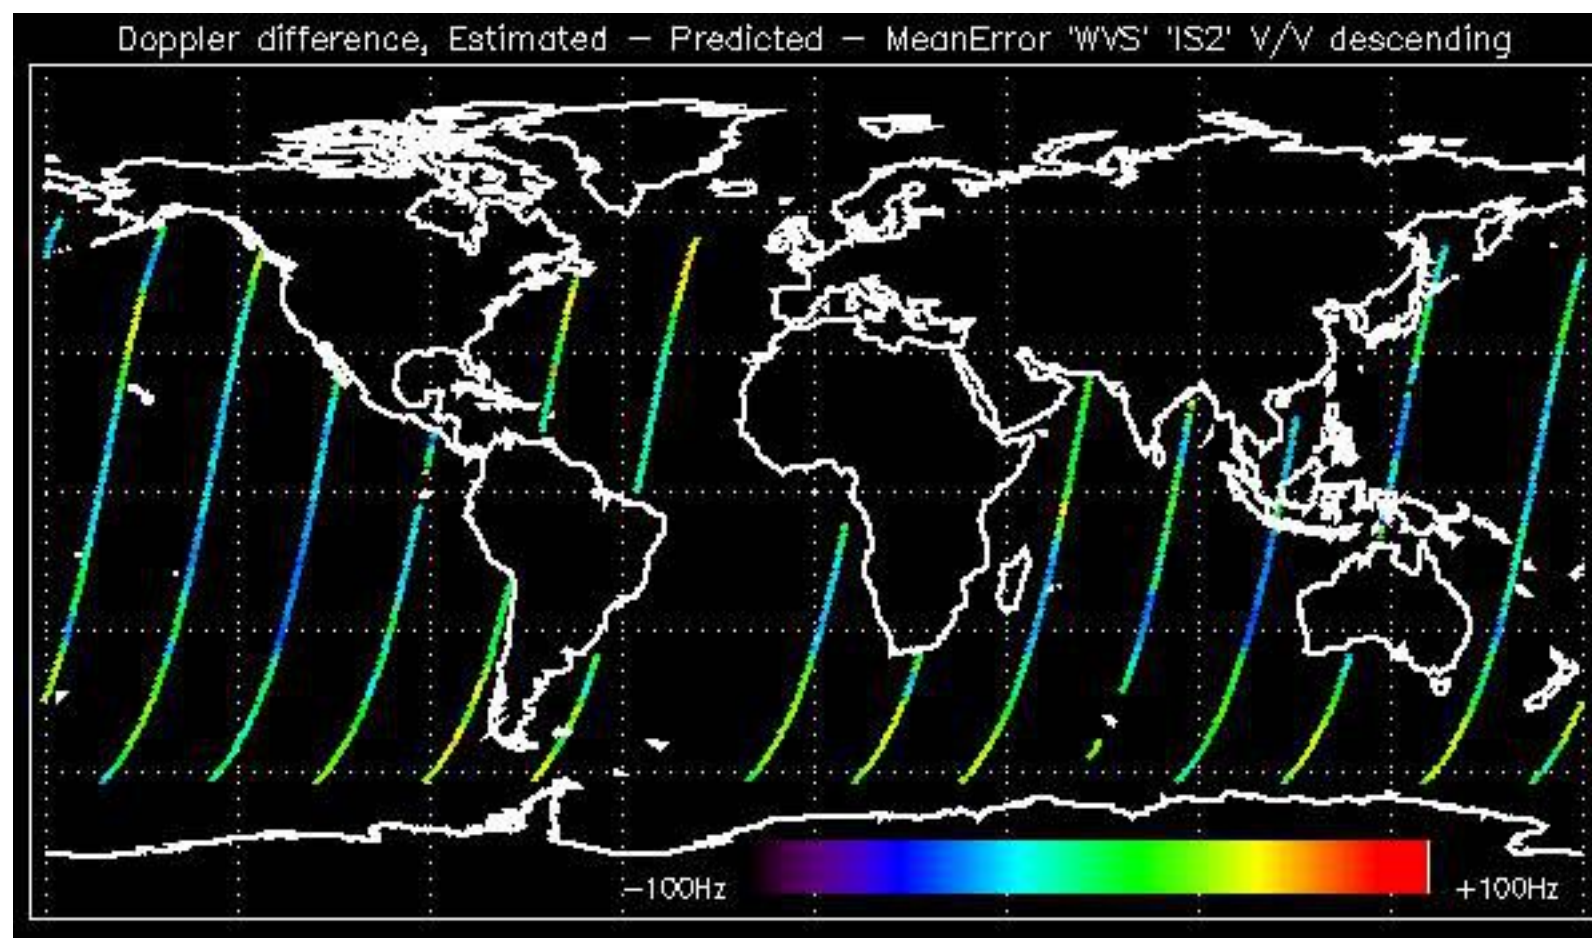 Doppler difference, Estimated – Predicted – MeanError 'WVS' 'IS2' V/V descending
–100Hz +100Hz